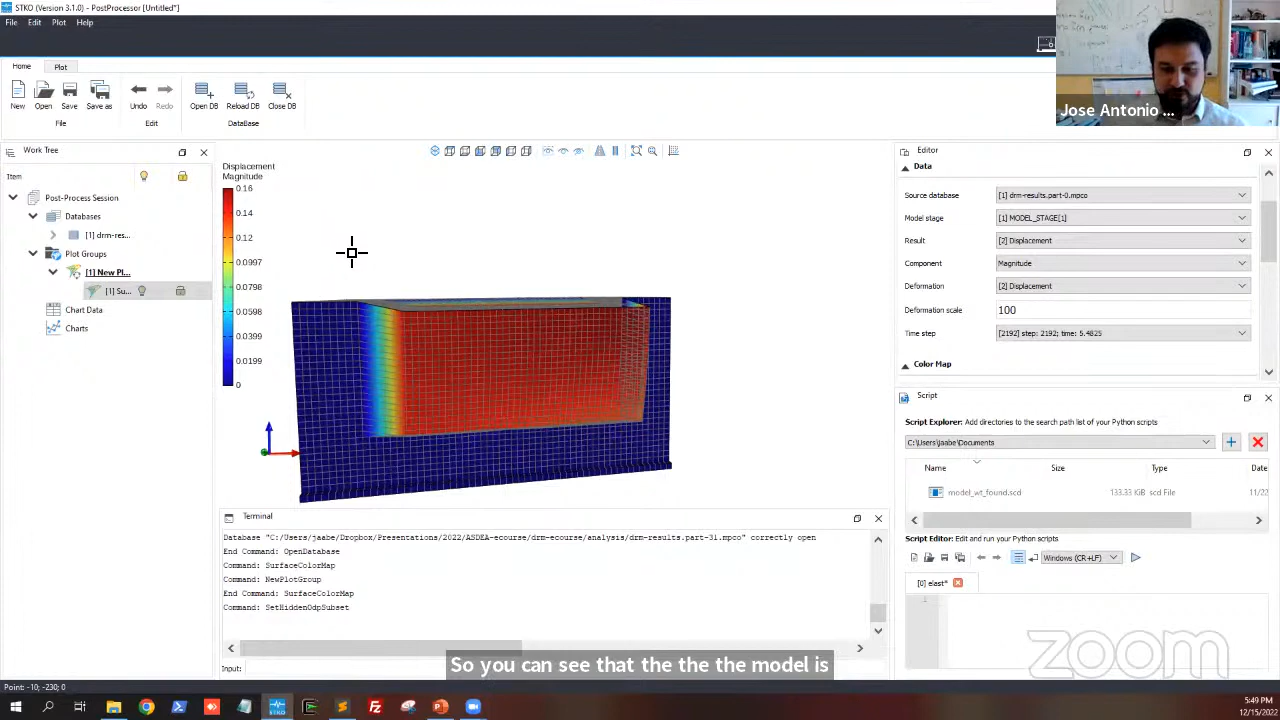 STKO (Version 3.1.0) - PostProcessor [Untitled*]
File Edit Plot Help
Home Plot
New Open Save Save as Undo Redo Open DB Reload DB Close DB
File Edit DataBase
Jose Antonio ...
Work Tree
Item
Post-Process Session
Databases
[1] drm-res...
Plot Groups
[1] New Pl...
[1] Su...
Chart Data
Charts
Displacement
Magnitude
0.16
0.14
0.12
0.0997
0.0798
0.0598
0.0399
0.0199
0
Editor
Data
Source database [1] drm-results.part-0.mpco
Model stage [1] MODEL_STAGE[1]
Result [2] Displacement
Component Magnitude
Deformation [2] Displacement
Deformation scale 100
Time step [2192] step: 2192; time: 5.4825
Color Map
Script
Script Explorer: Add directories to the search path list of your Python scripts
C:\Users\jaabe\Documents
Name Size Type
model_wt_found.scd 133.33 KiB scd File 11/22
Script Editor: Edit and run your Python scripts
Windows (CR+LF)
[0] elast*
1
Terminal
Database "C:/Users/jaabe/Dropbox/Presentations/2022/ASDEA-ecourse/drm-ecourse/analysis/drm-results.part-31.mpco" correctly open
End Command: OpenDatabase
Command: SurfaceColorMap
Command: NewPlotGroup
End Command: SurfaceColorMap
Command: SetHiddenOdpSubset
Input:
So you can see that the the the model is
zoom
Point: -10; -230; 0
5:49 PM
12/15/2022